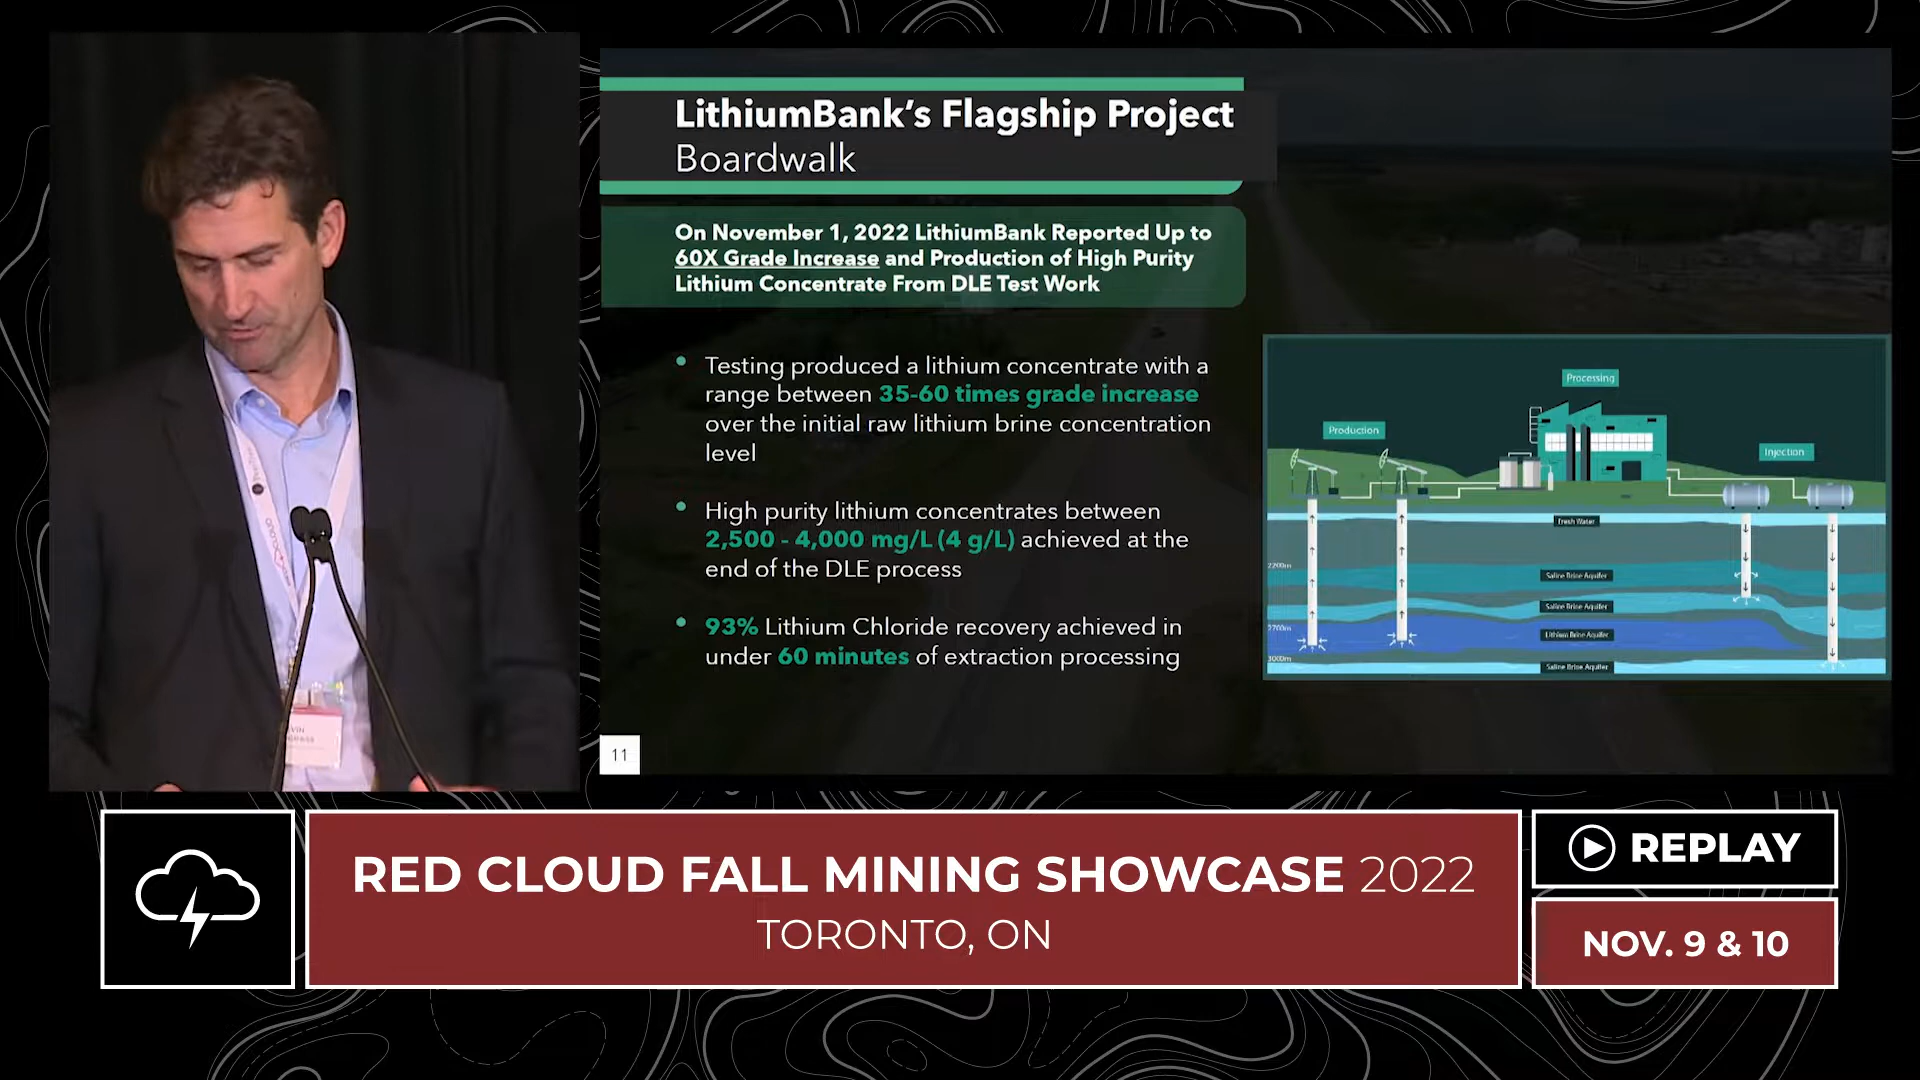 LithiumBank's Flagship Project
Boardwalk
On November 1, 2022 LithiumBank Reported Up to
60X Grade Increase and Production of High Purity
Lithium Concentrate From DLE Test Work
• Testing produced a lithium concentrate with a
range between 35-60 times grade increase
over the initial raw lithium brine concentration
level
• High purity lithium concentrates between
2,500 - 4,000 mg/L (4 g/L) achieved at the
end of the DLE process
• 93% Lithium Chloride recovery achieved in
under 60 minutes of extraction processing
11
Processing
Production
Injection
Fresh Water
2200m
Saline Brine Aquifer
Saline Brine Aquifer
2700m
Lithium Brine Aquifer
3000m
Saline Brine Aquifer
RED CLOUD FALL MINING SHOWCASE 2022
TORONTO, ON
REPLAY
NOV. 9 & 10